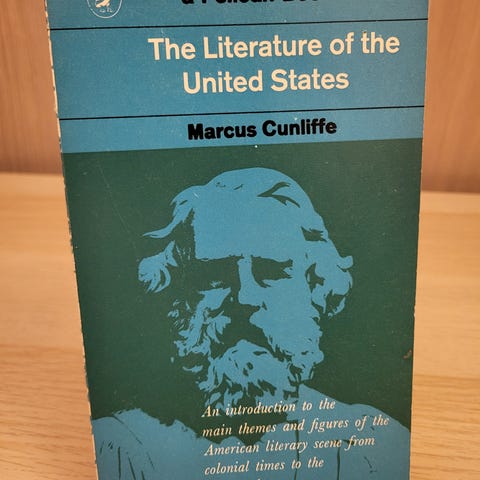 a Pelican
The Literature of the
United States
Marcus Cunliffe
An introduction to the
main themes and figures of the
American literary scene from
colonial times to the